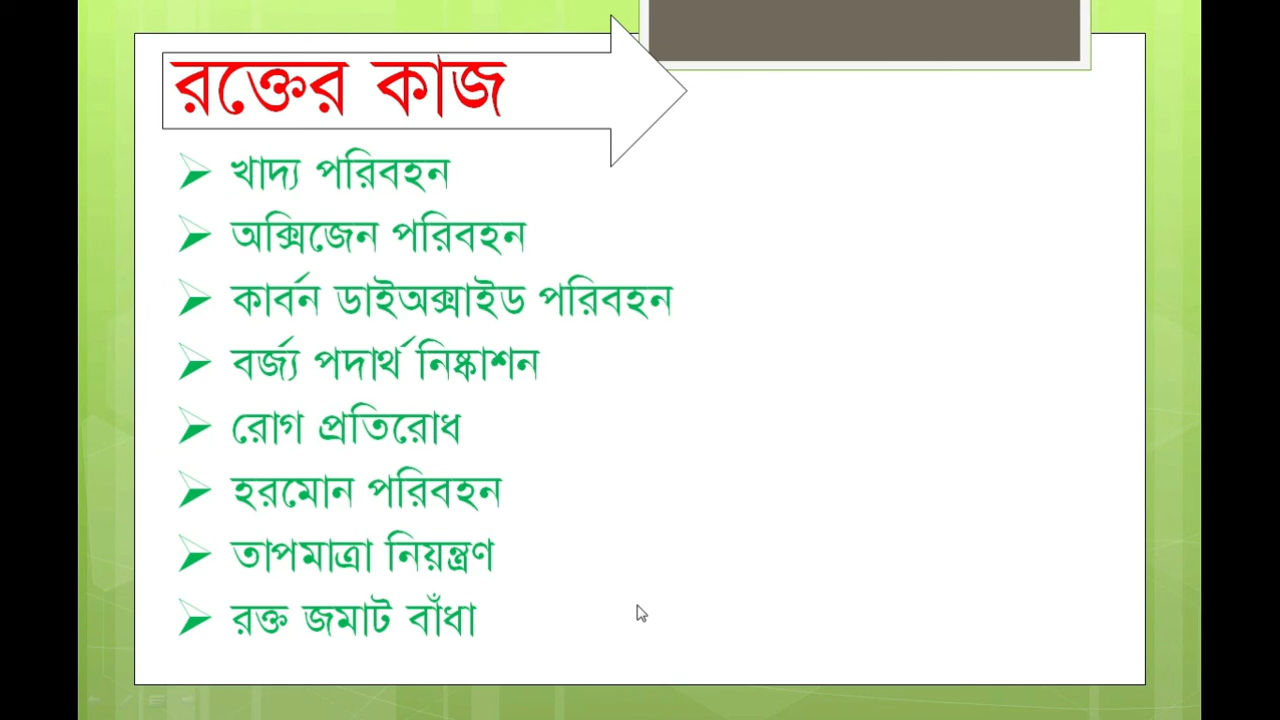 রক্তের কাজ
খাদ্য পরিবহন
অক্সিজেন পরিবহন
কার্বন ডাইঅক্সাইড পরিবহন
বর্জ্য পদার্থ নিষ্কাশন
রোগ প্রতিরোধ
হরমোন পরিবহন
তাপমাত্রা নিয়ন্ত্রণ
রক্ত জমাট বাঁধা